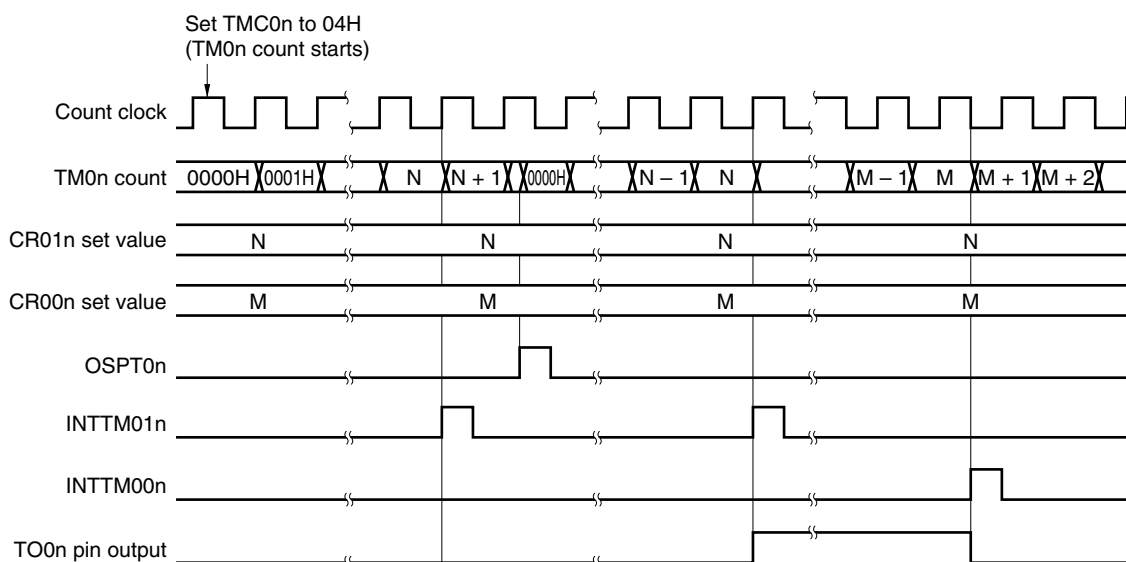 Set TMC0n to 04H
(TM0n count starts)
Count clock
TM0n count 0000H 0001H N N + 1 0000H N – 1 N M – 1 M M + 1 M + 2
CR01n set value N N N N
CR00n set value M M M M
OSPT0n
INTTM01n
INTTM00n
TO0n pin output